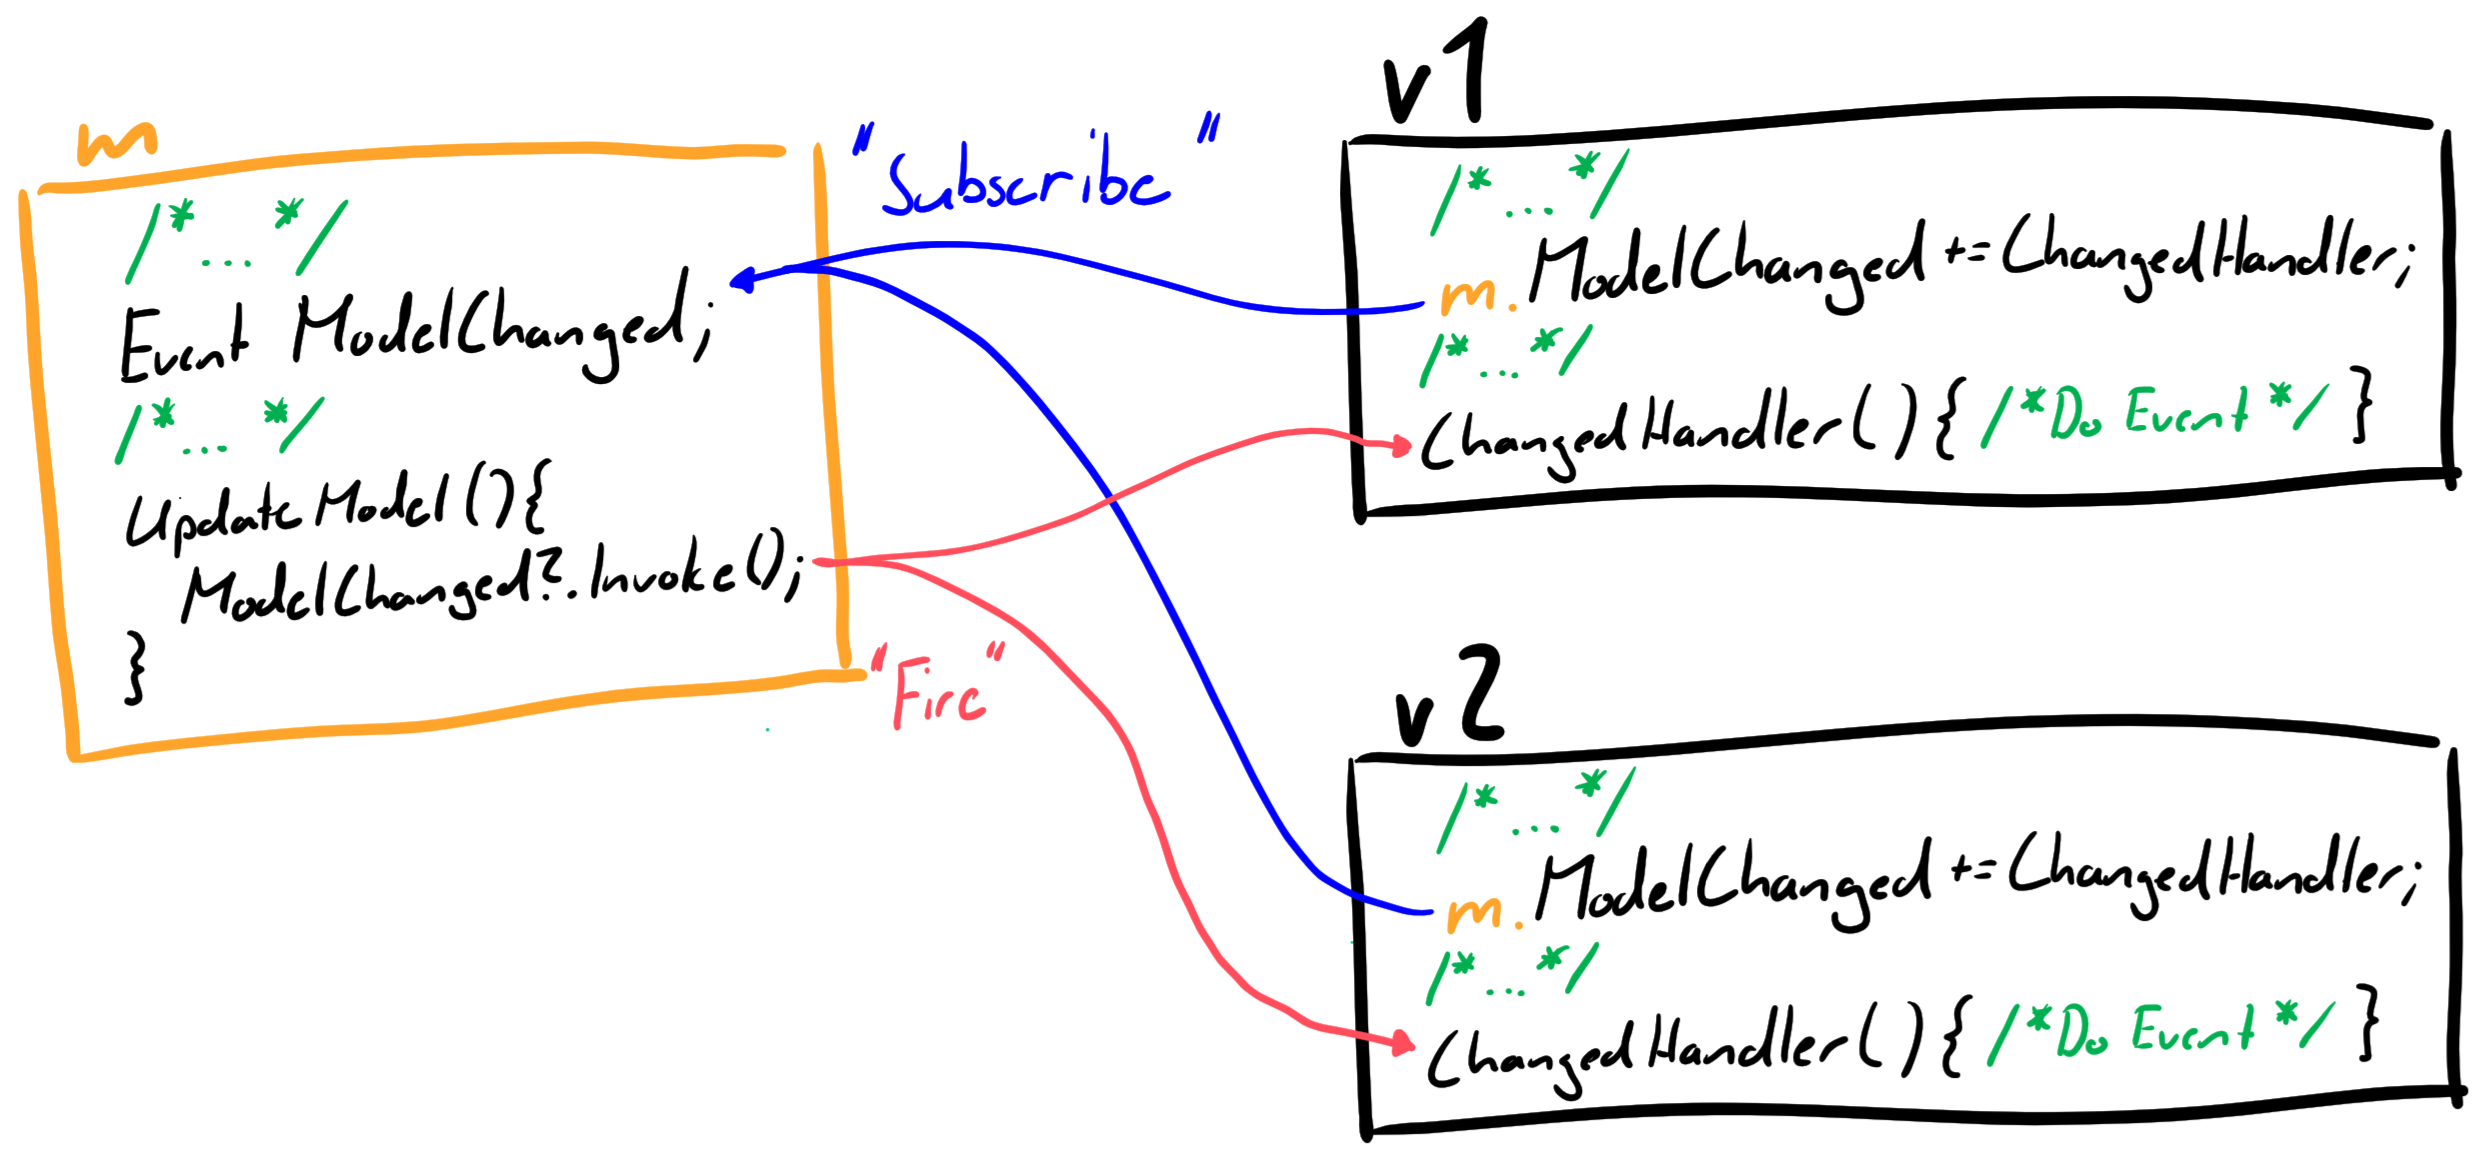 m
/* ... */
Event ModelChanged;
/* ... */
UpdateModel(){
ModelChanged?.Invoke();
}
"Subscribe"
"Fire"
v1
/* ... */
m.ModelChanged += ChangedHandler;
/* ... */
ChangedHandler(){ /*Do Event*/ }
v2
/* ... */
m.ModelChanged += ChangedHandler;
/* ... */
ChangedHandler(){ /*Do Event*/ }